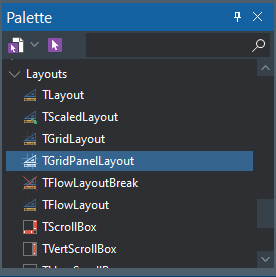 Palette
Layouts
TLayout
TScaledLayout
TGridLayout
TGridPanelLayout
TFlowLayoutBreak
TFlowLayout
TScrollBox
TVertScrollBox